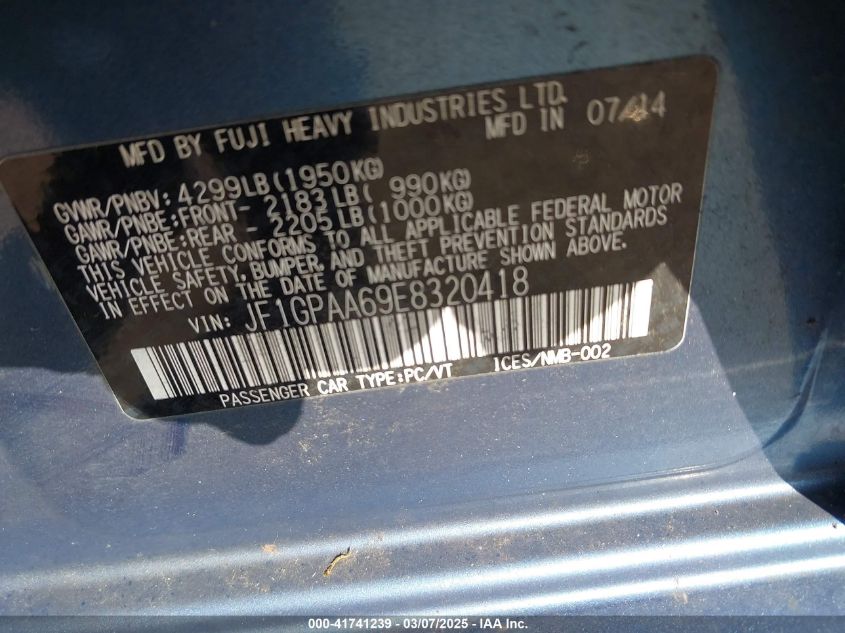 MFD BY FUJI HEAVY INDUSTRIES LTD.
MFD IN 07/14
GVWR/PNBV: 4299LB(1950KG)
GAWR/PNBE:FRONT- 2183LB( 990KG)
GAWR/PNBE:REAR - 2205LB(1000KG)
THIS VEHICLE CONFORMS TO ALL APPLICABLE FEDERAL MOTOR
VEHICLE SAFETY, BUMPER, AND THEFT PREVENTION STANDARDS
IN EFFECT ON THE DATE OF MANUFACTURE SHOWN ABOVE.
VIN: JF1GPAA69E8320418
PASSENGER CAR TYPE:PC/VT ICES/NMB-002
000-41741239 - 03/07/2025 - IAA Inc.